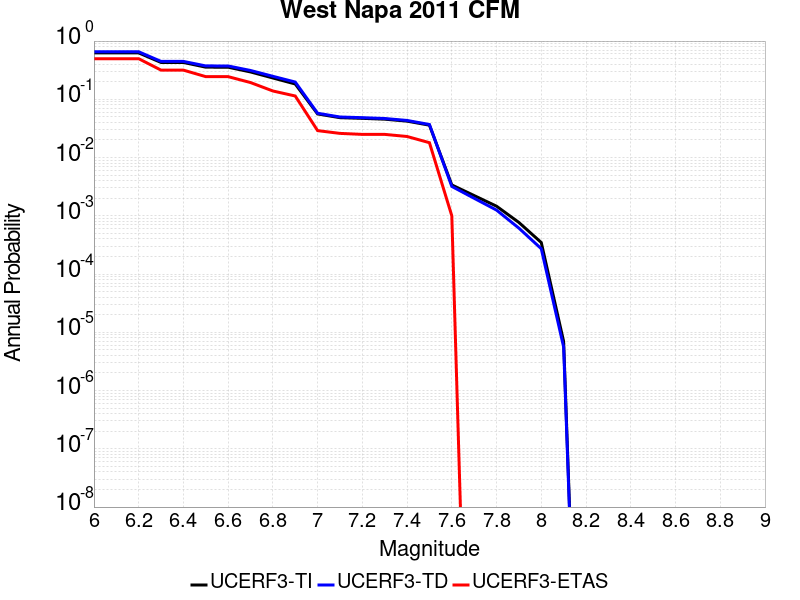 West Napa 2011 CFM
10^0
10^-1
10^-2
10^-3
10^-4
10^-5
10^-6
10^-7
10^-8
Annual Probability
6 6.2 6.4 6.6 6.8 7 7.2 7.4 7.6 7.8 8 8.2 8.4 8.6 8.8 9
Magnitude
UCERF3-TI UCERF3-TD UCERF3-ETAS